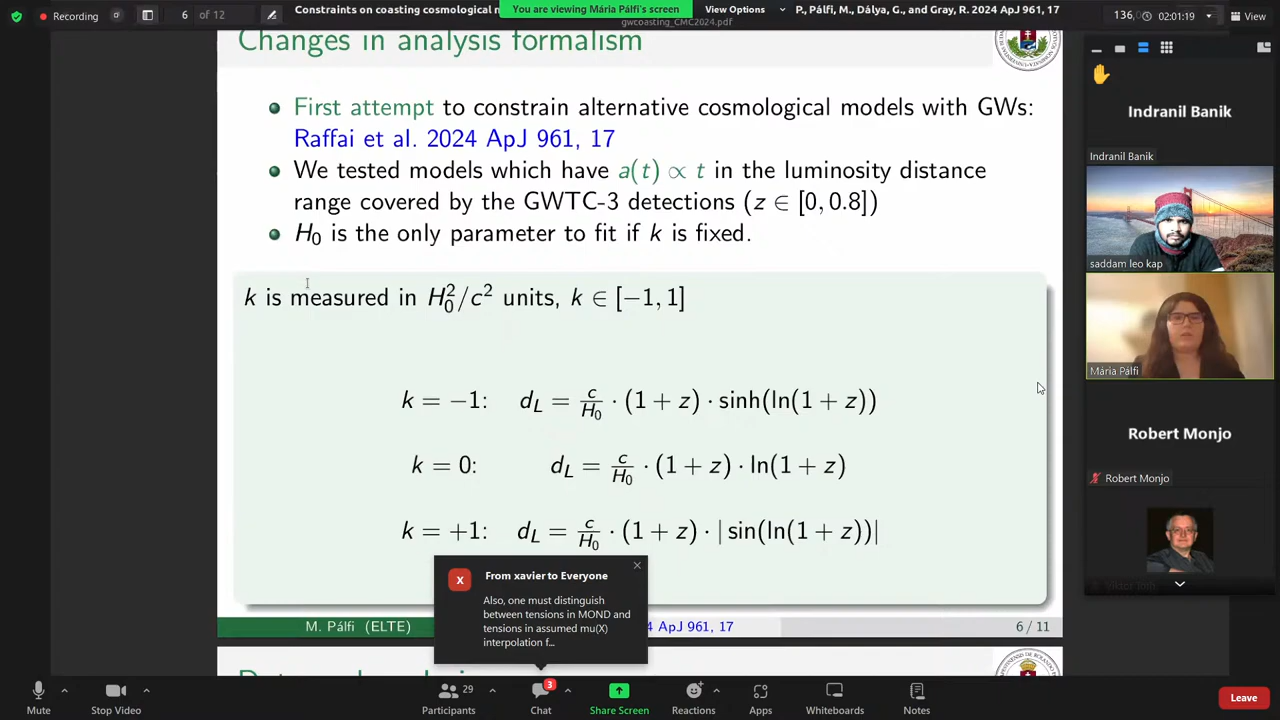 Recording
6 of 12
Constraints on coasting cosmological m
You are viewing Mária Pálfi's screen
View Options
P., Pálfi, M., Dálya, G., and Gray, R. 2024 ApJ 961, 17
gwcoasting_CMC2024.pdf
136,
02:01:19
View
Changes in analysis formalism
First attempt to constrain alternative cosmological models with GWs:
Raffai et al. 2024 ApJ 961, 17
We tested models which have a(t) ∝ t in the luminosity distance
range covered by the GWTC-3 detections (z ∈ [0, 0.8])
H₀ is the only parameter to fit if k is fixed.
k is measured in H₀²/c² units, k ∈ [−1, 1]
k = −1: d_L = c/H₀ · (1 + z) · sinh(ln(1 + z))
k = 0: d_L = c/H₀ · (1 + z) · ln(1 + z)
k = +1: d_L = c/H₀ · (1 + z) · | sin(ln(1 + z))|
X
From xavier to Everyone
Also, one must distinguish
between tensions in MOND and
tensions in assumed mu(X)
interpolation f...
M. Pálfi (ELTE)
4 ApJ 961, 17
6 / 11
Indranil Banik
Indranil Banik
saddam leo kap
Mária Pálfi
Robert Monjo
Robert Monjo
Mute
Stop Video
29
Participants
3
Chat
Share Screen
Reactions
Apps
Whiteboards
Notes
Leave